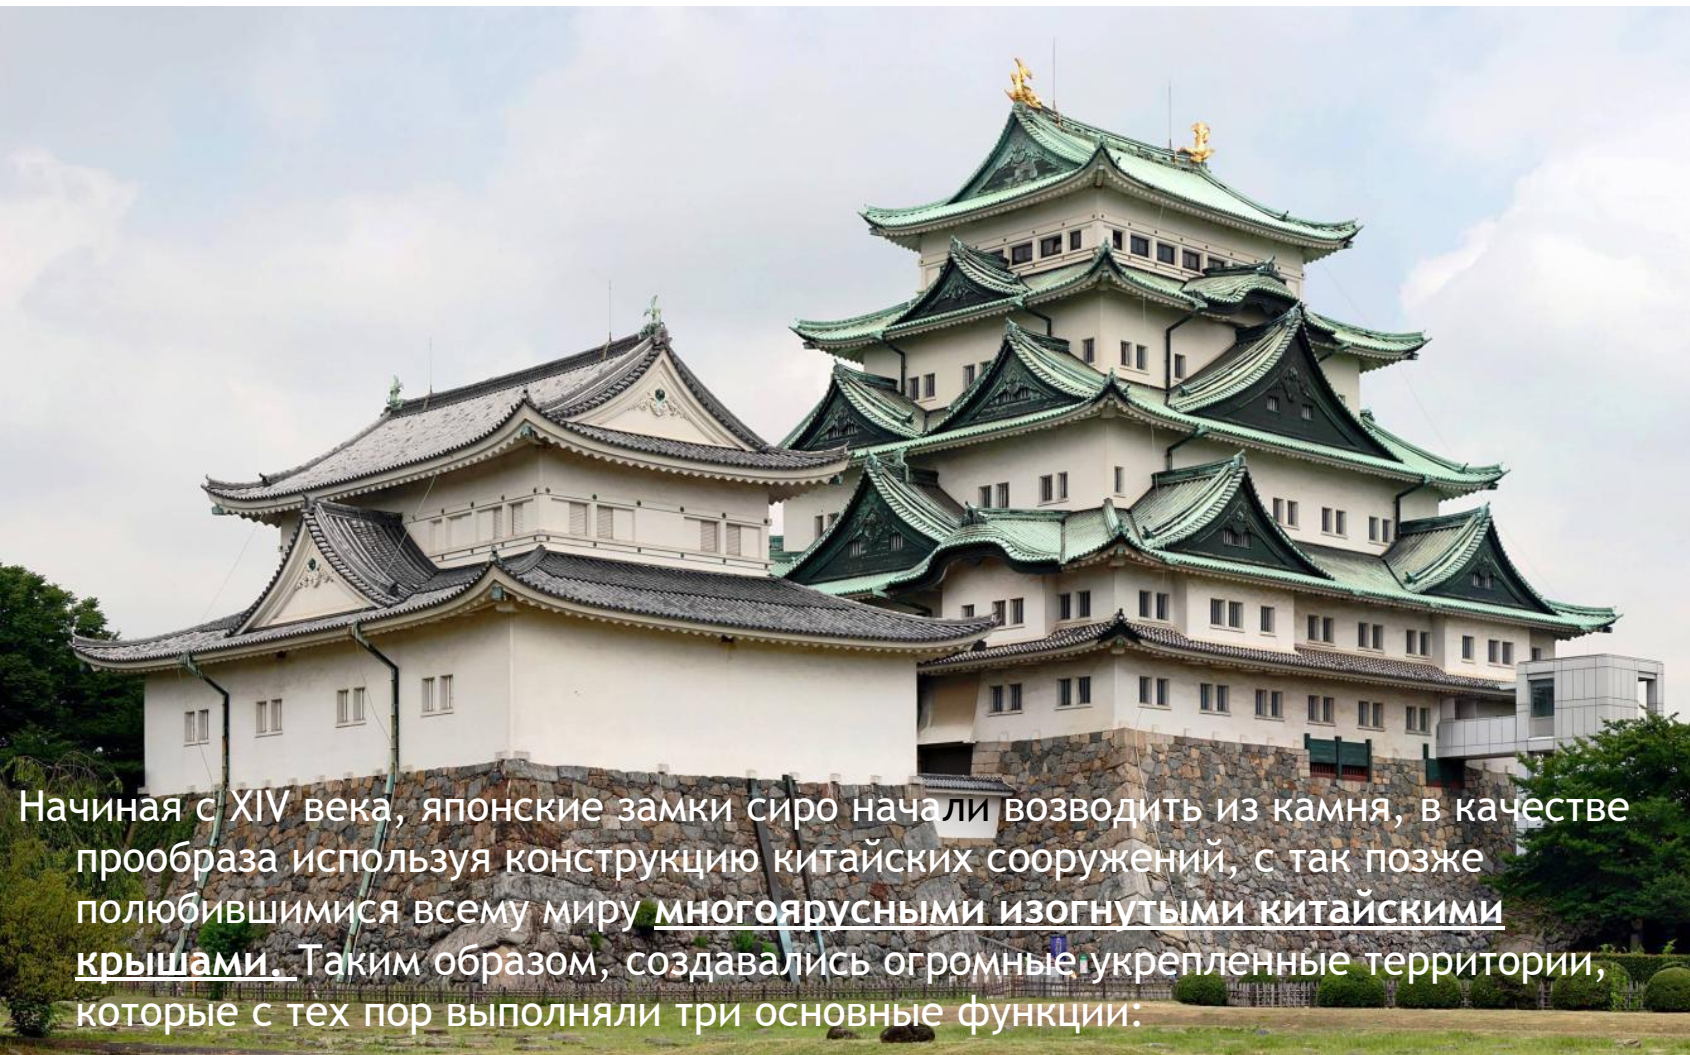 Начиная с XIV века, японские замки сиро начали возводить из камня, в качестве
прообраза используя конструкцию китайских сооружений, с так позже
полюбившимися всему миру многоярусными изогнутыми китайскими
крышами. Таким образом, создавались огромные укрепленные территории,
которые с тех пор выполняли три основные функции: